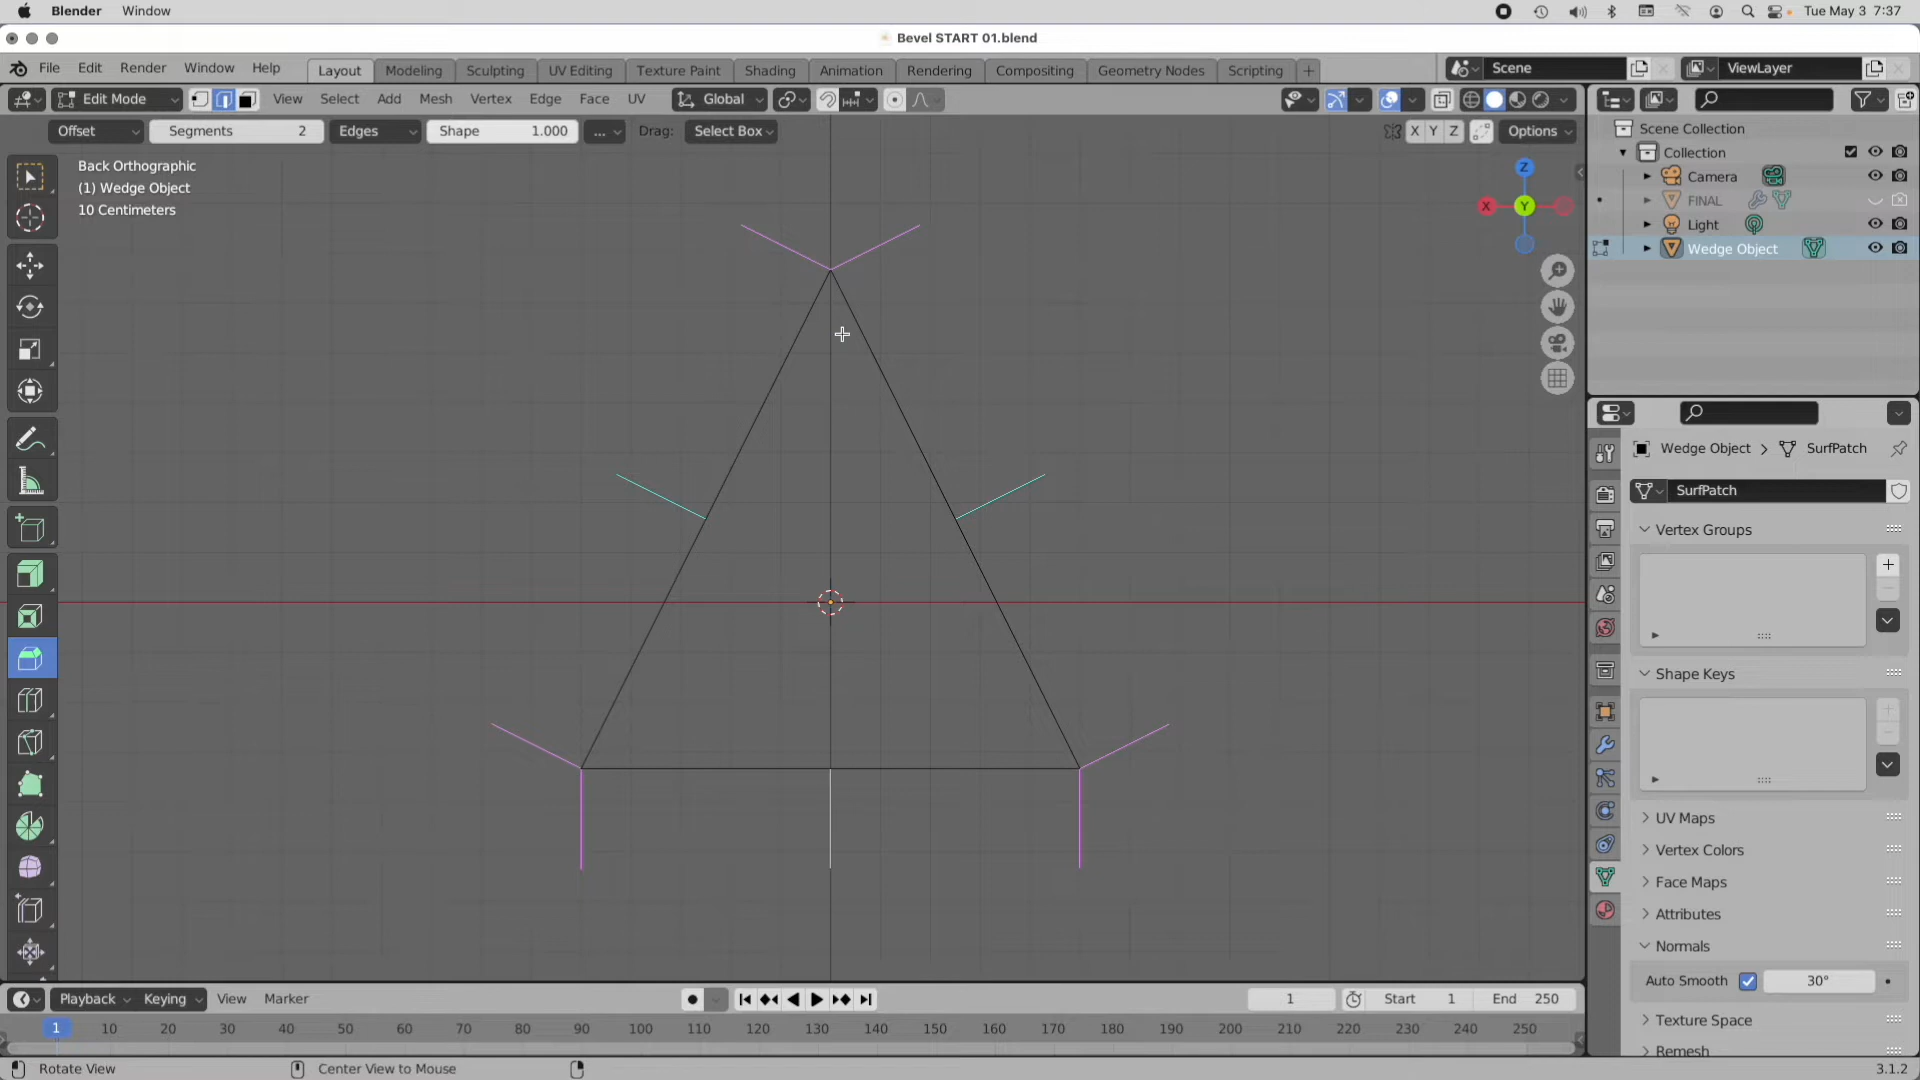 Blender Window Tue May 3 7:37
Bevel START 01.blend
File Edit Render Window Help Layout Modeling Sculpting UV Editing Texture Paint Shading Animation Rendering Compositing Geometry Nodes Scripting + Scene ViewLayer
Edit Mode View Select Add Mesh Vertex Edge Face UV Global
Offset Segments 2 Edges Shape 1.000 ... Drag: Select Box X Y Z Options
Back Orthographic
(1) Wedge Object
10 Centimeters
Z
X
Y
Scene Collection
Collection
Camera
FINAL
Light
Wedge Object
Wedge Object > SurfPatch
SurfPatch
Vertex Groups
Shape Keys
UV Maps
Vertex Colors
Face Maps
Attributes
Normals
Auto Smooth 30°
Texture Space
Remesh
Playback Keying View Marker 1 Start 1 End 250
1 10 20 30 40 50 60 70 80 90 100 110 120 130 140 150 160 170 180 190 200 210 220 230 240 250
Rotate View Center View to Mouse 3.1.2